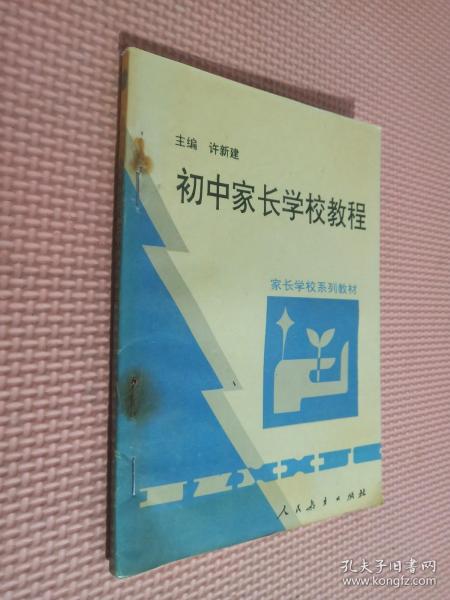 主编 许新建
初中家长学校教程
家长学校系列教材
人民教育出版社
孔夫子旧书网
www.kongfz.com